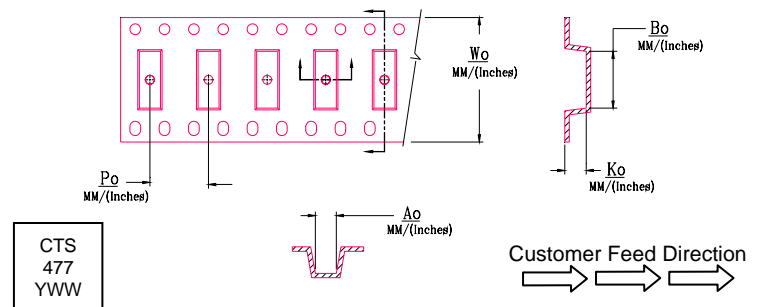 Wo
MM/(Inches)
Bo
MM/(Inches)
Po
MM/(Inches)
Ko
MM/(Inches)
Ao
MM/(Inches)
CTS
477
YWW
Customer Feed Direction